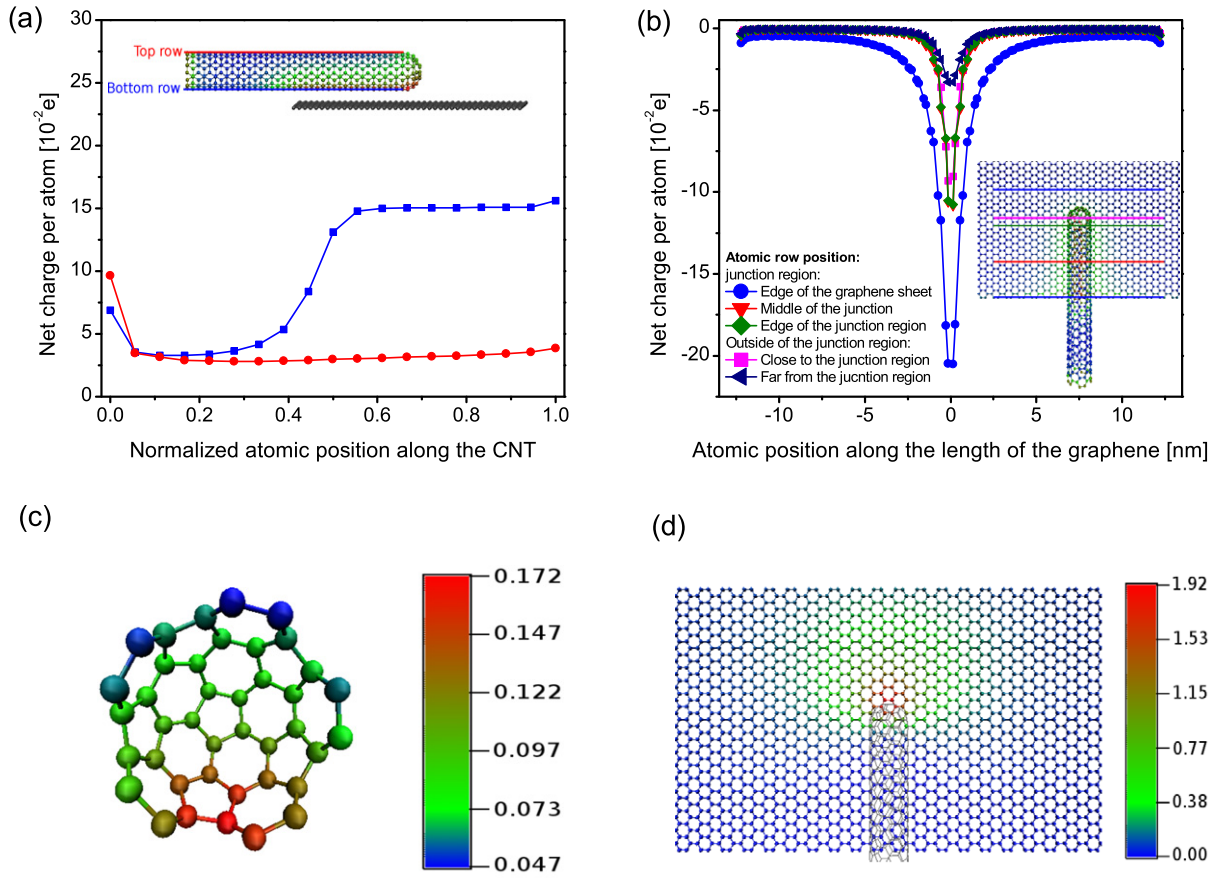 (a)
30
25
20
15
10
5
0
Net charge per atom [10⁻²e]
Top row
Bottom row
0.0
0.2
0.4
0.6
0.8
1.0
Normalized atomic position along the CNT
(b)
0
-5
-10
-15
-20
Net charge per atom [10⁻²e]
Atomic row position:
junction region:
Edge of the graphene sheet
Middle of the junction
Edge of the junction region
Outside of the junction region:
Close to the junction region
Far from the jucntion region
-10
-5
0
5
10
Atomic position along the length of the graphene [nm]
(c)
0.172
0.147
0.122
0.097
0.073
0.047
(d)
1.92
1.53
1.15
0.77
0.38
0.00